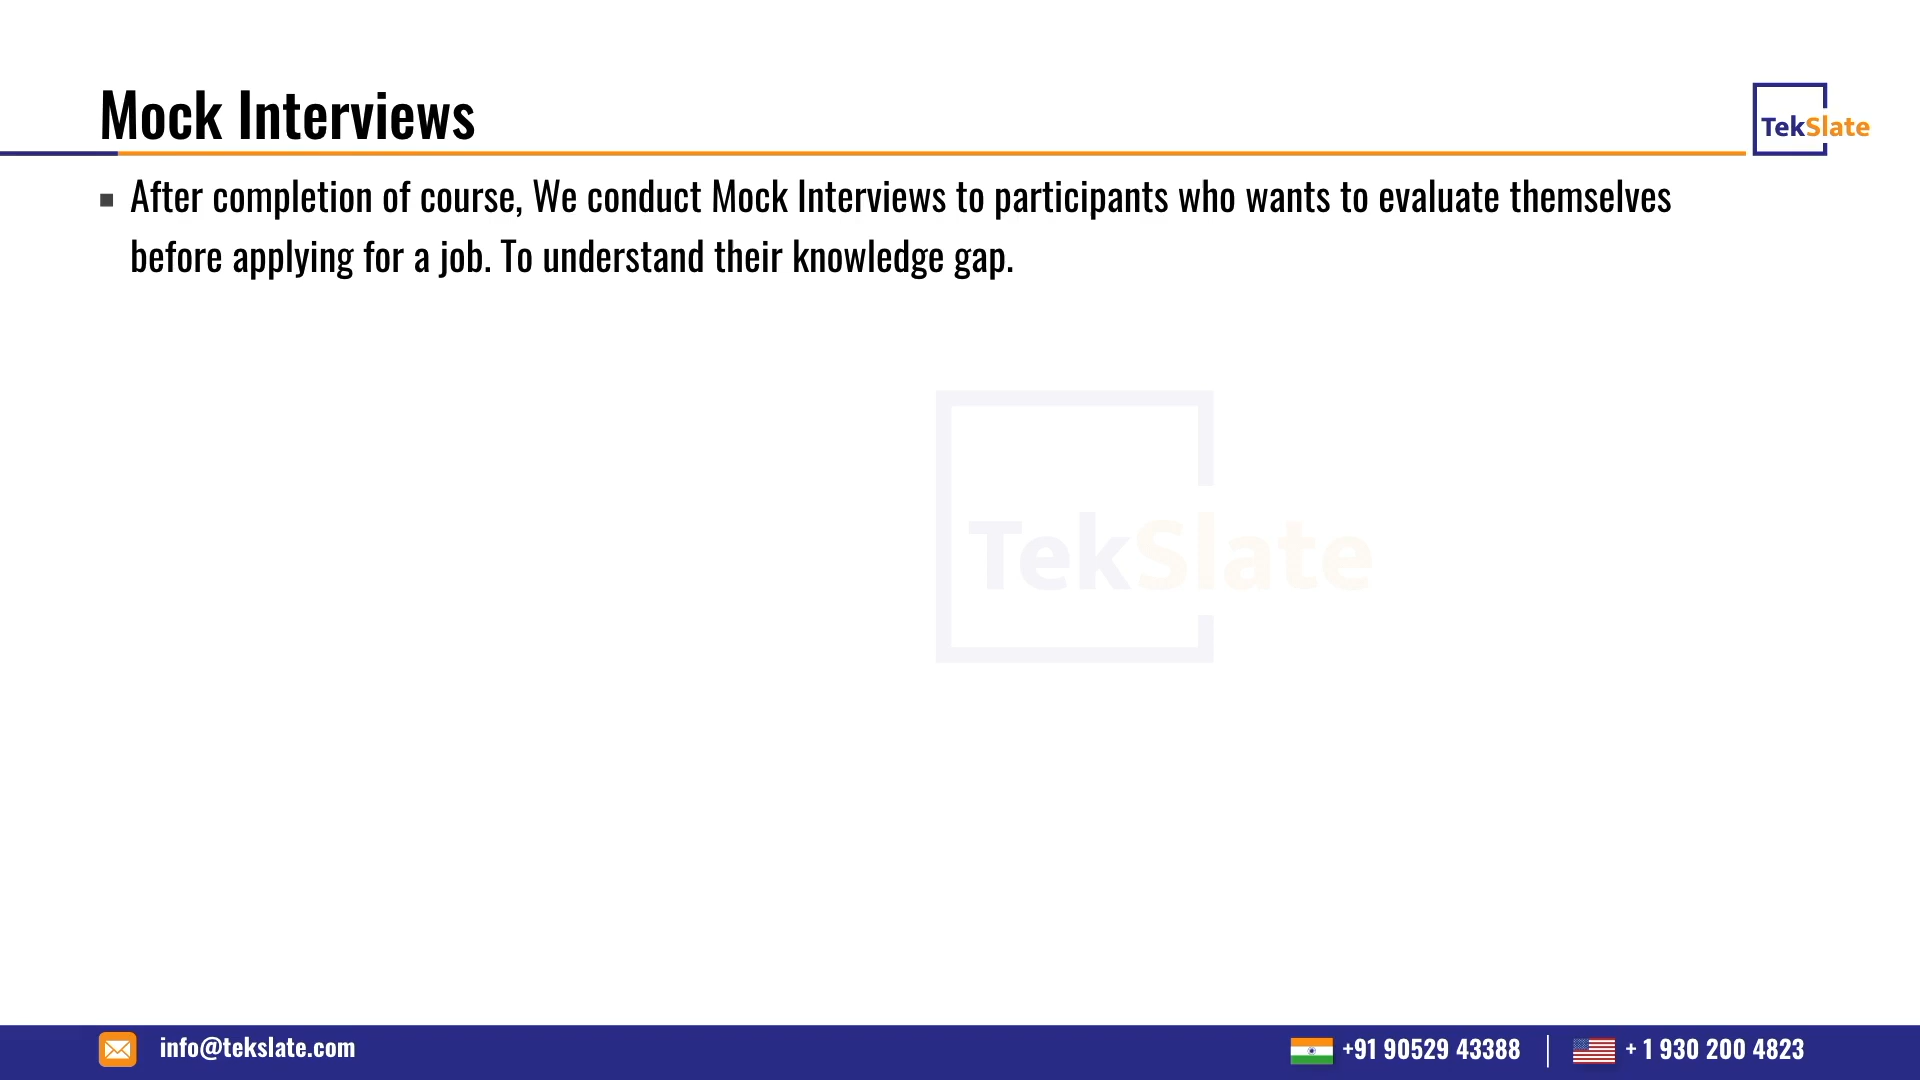 Mock Interviews
TekSlate
After completion of course, We conduct Mock Interviews to participants who wants to evaluate themselves
before applying for a job. To understand their knowledge gap.
TekSlate
info@tekslate.com
+91 90529 43388
+ 1 930 200 4823